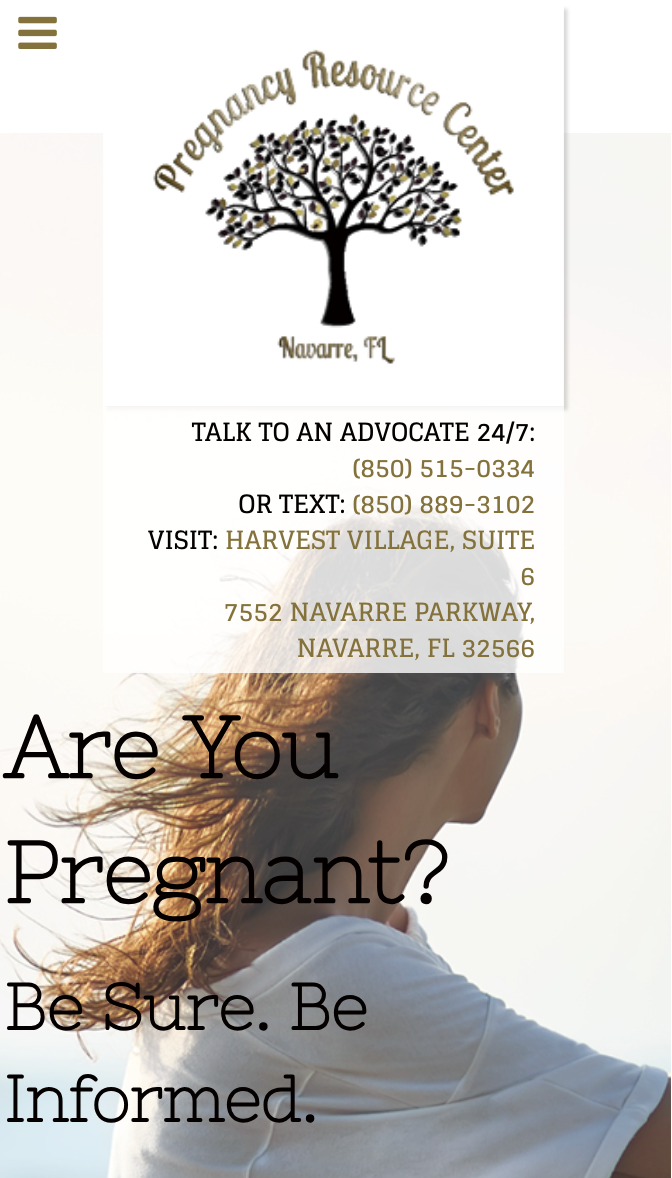 Pregnancy Resource Center
Navarre, FL
TALK TO AN ADVOCATE 24/7:
(850) 515-0334
OR TEXT: (850) 889-3102
VISIT: HARVEST VILLAGE, SUITE
6
7552 NAVARRE PARKWAY,
NAVARRE, FL 32566
Are You
Pregnant?
Be Sure. Be
Informed.